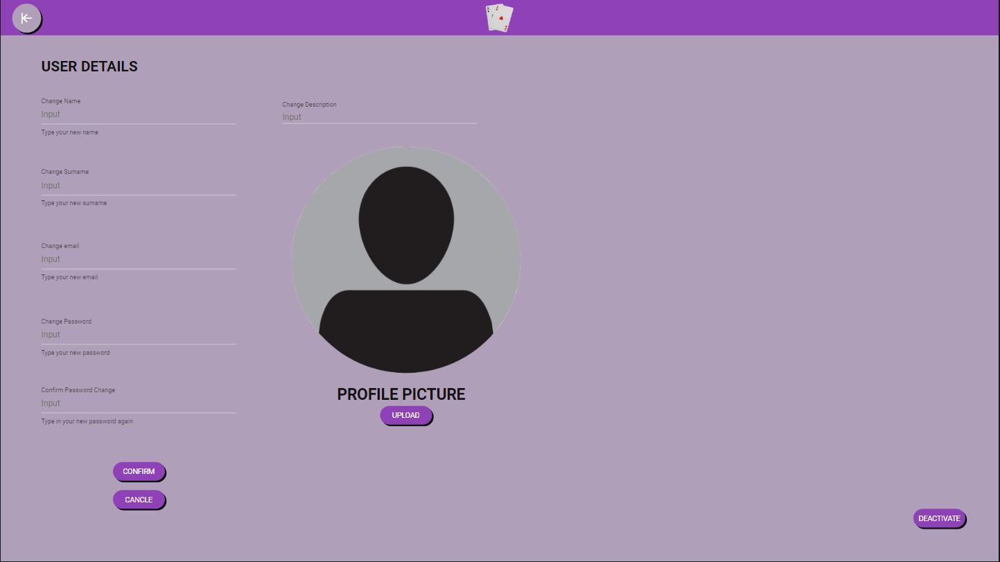 USER DETAILS
Change Name
Input
Type your new name
Change Surname
Input
Type your new surname
Change email
Input
Type your new email
Change Password
Input
Type your new password
Confirm Password Change
Input
Type in your new password again
CONFIRM
CANCLE
Change Description
Input
PROFILE PICTURE
UPLOAD
DEACTIVATE